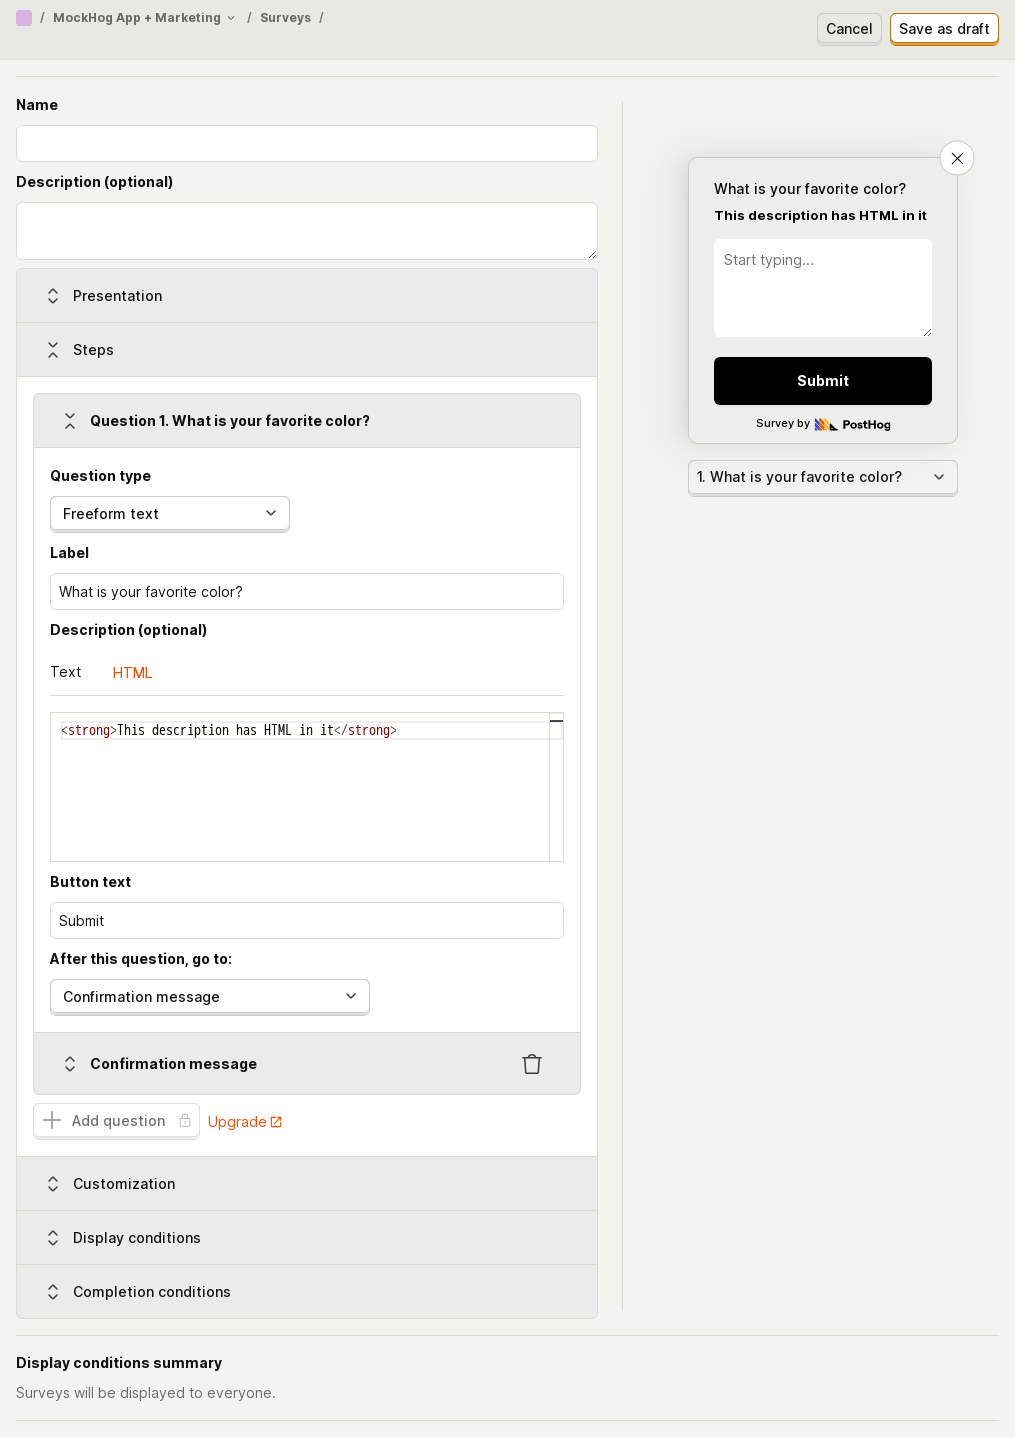 / MockHog App + Marketing / Surveys /
Cancel
Save as draft
Name
Description (optional)
Presentation
Steps
Question 1. What is your favorite color?
Question type
Freeform text
Label
What is your favorite color?
Description (optional)
Text HTML
<strong>This description has HTML in it</strong>
Button text
Submit
After this question, go to:
Confirmation message
Confirmation message
Add question
Upgrade
Customization
Display conditions
Completion conditions
What is your favorite color?
This description has HTML in it
Start typing...
Submit
Survey by PostHog
1. What is your favorite color?
Display conditions summary
Surveys will be displayed to everyone.